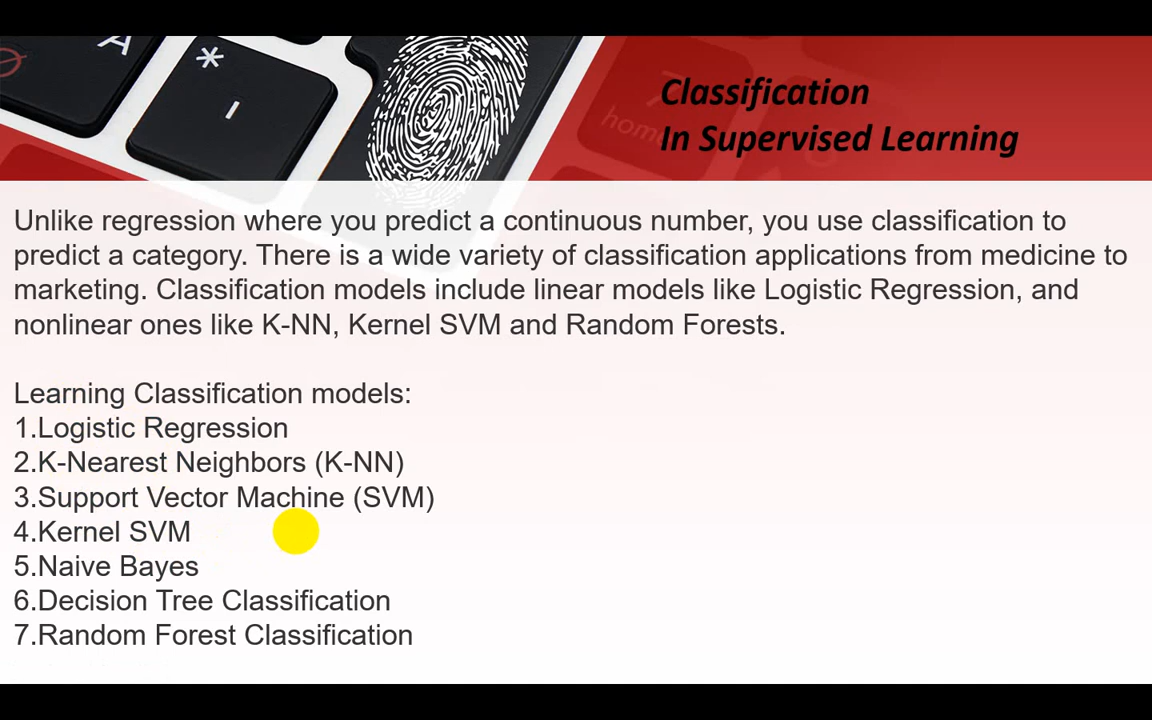 A
*
home
Classification
In Supervised Learning
Unlike regression where you predict a continuous number, you use classification to
predict a category. There is a wide variety of classification applications from medicine to
marketing. Classification models include linear models like Logistic Regression, and
nonlinear ones like K-NN, Kernel SVM and Random Forests.
Learning Classification models:
1.Logistic Regression
2.K-Nearest Neighbors (K-NN)
3.Support Vector Machine (SVM)
4.Kernel SVM
5.Naive Bayes
6.Decision Tree Classification
7.Random Forest Classification